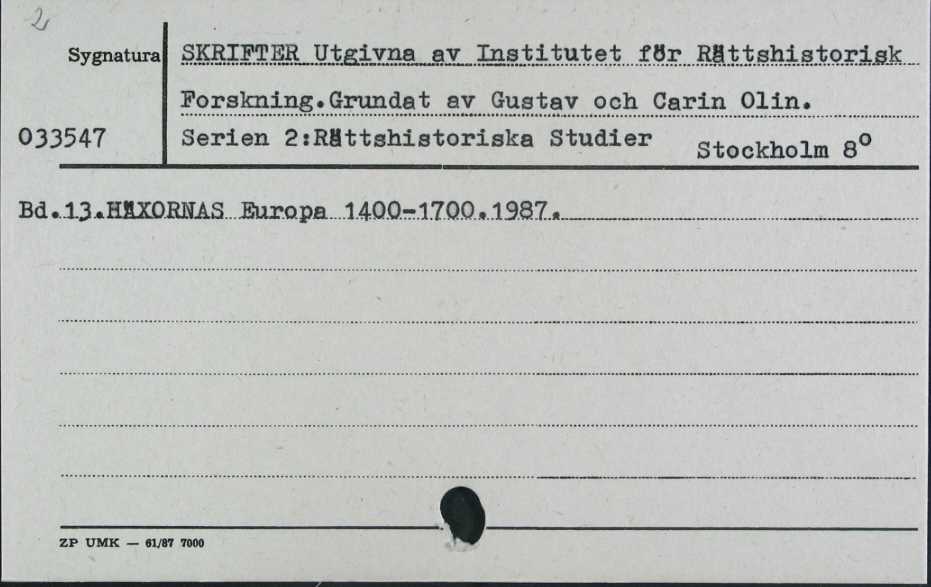 2
Sygnatura SKRIFTER Utgivna av Institutet för Rättshistorisk
Forskning.Grundat av Gustav och Carin Olin.
033547 Serien 2:Rättshistoriska Studier Stockholm 8º
Bd.13.HÄXORNAS Europa 1400-1700.1987.
ZP UMK — 61/87 7000